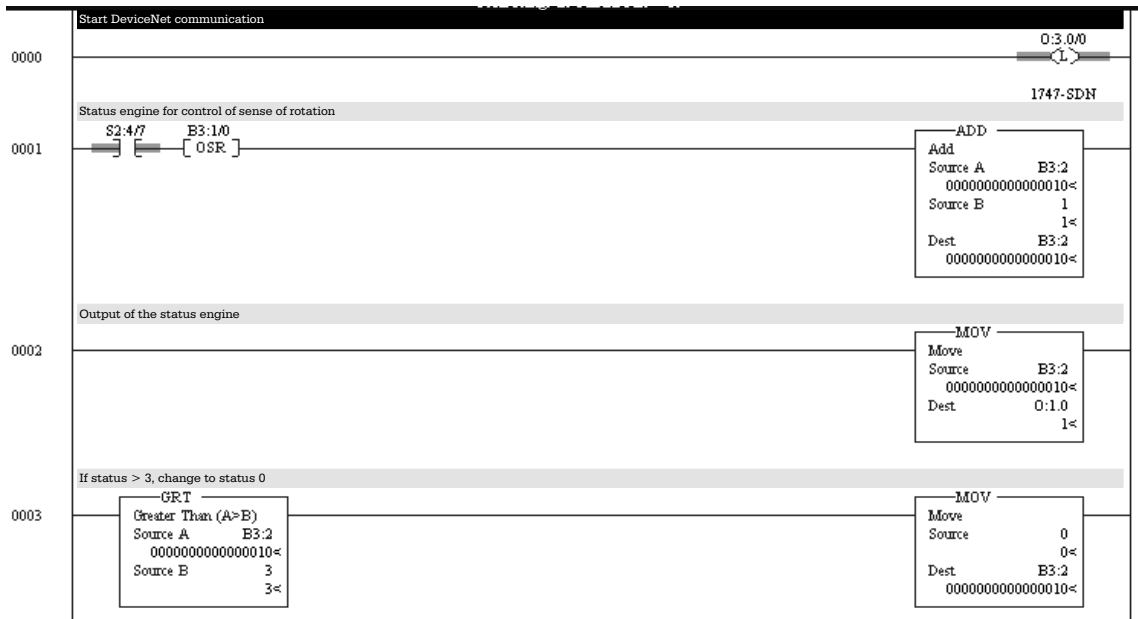 Start DeviceNet communication
O:3.0/0
0000
L
1747-SDN
Status engine for control of sense of rotation
S2:4/7 B3:1/0
0001 OSR
ADD
Add
Source A B3:2
0000000000000010<
Source B 1
1<
Dest B3:2
0000000000000010<
Output of the status engine
0002
MOV
Move
Source B3:2
0000000000000010<
Dest O:1.0
1<
If status > 3, change to status 0
0003
GRT
Greater Than (A>B)
Source A B3:2
0000000000000010<
Source B 3
3<
MOV
Move
Source 0
0<
Dest B3:2
0000000000000010<